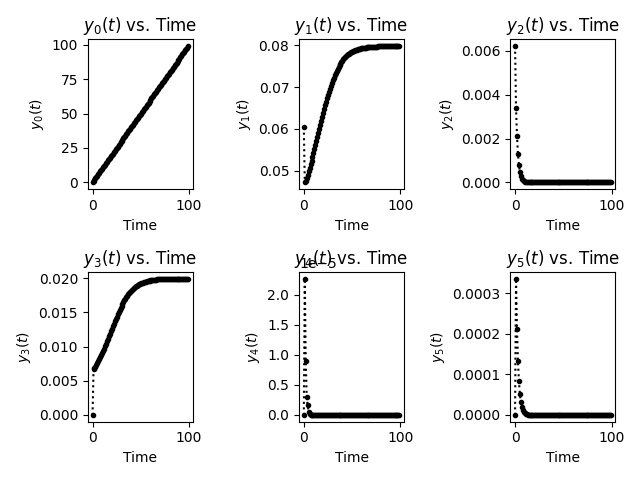 y₀(t) vs. Time
y₀(t)
100
75
50
25
0
0 100
Time
y₁(t) vs. Time
y₁(t)
0.08
0.07
0.06
0.05
0 100
Time
y₂(t) vs. Time
y₂(t)
0.006
0.004
0.002
0.000
0 100
Time
y₃(t) vs. Time
y₃(t)
0.020
0.015
0.010
0.005
0.000
0 100
Time
y₄(t) vs. Time
1e−5
y₄(t)
2.0
1.5
1.0
0.5
0.0
0 100
Time
y₅(t) vs. Time
y₅(t)
0.0003
0.0002
0.0001
0.0000
0 100
Time